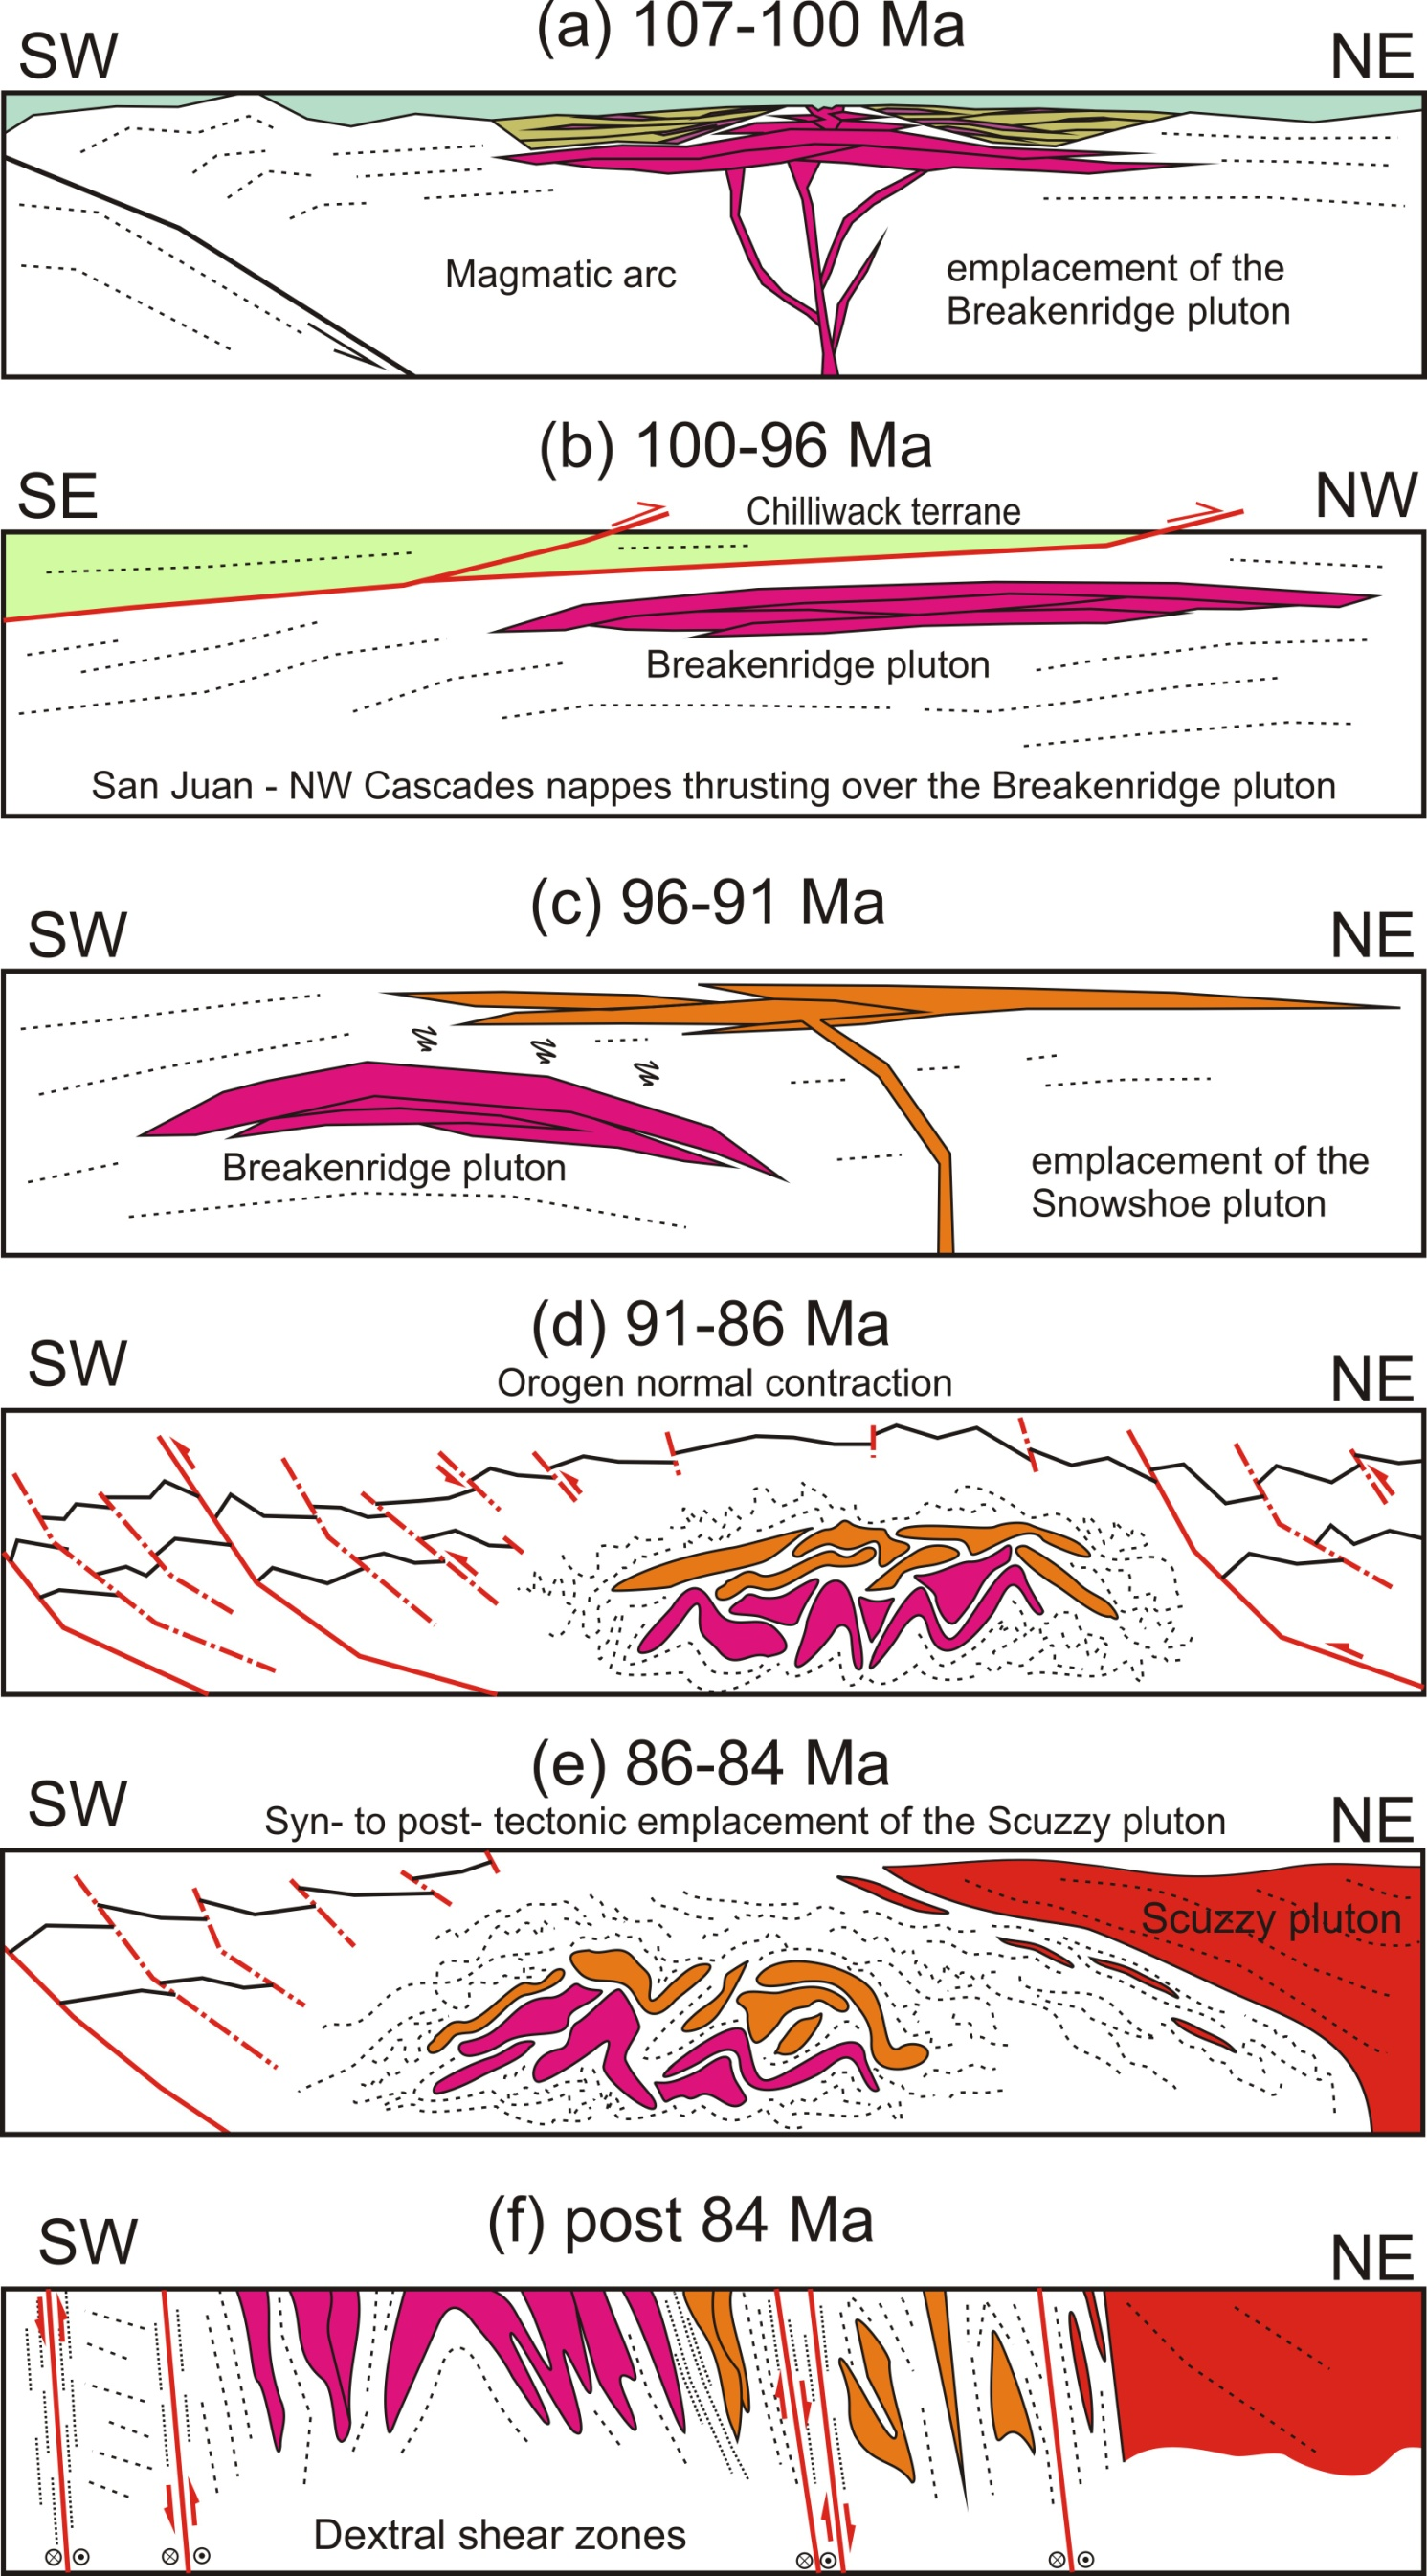 (a) 107-100 Ma
SW
NE
Magmatic arc
emplacement of the
Breakenridge pluton
(b) 100-96 Ma
SE
NW
Chilliwack terrane
Breakenridge pluton
San Juan - NW Cascades nappes thrusting over the Breakenridge pluton
(c) 96-91 Ma
SW
NE
Breakenridge pluton
emplacement of the
Snowshoe pluton
(d) 91-86 Ma
SW
NE
Orogen normal contraction
(e) 86-84 Ma
SW
NE
Syn- to post- tectonic emplacement of the Scuzzy pluton
Scuzzy pluton
(f) post 84 Ma
SW
NE
Dextral shear zones